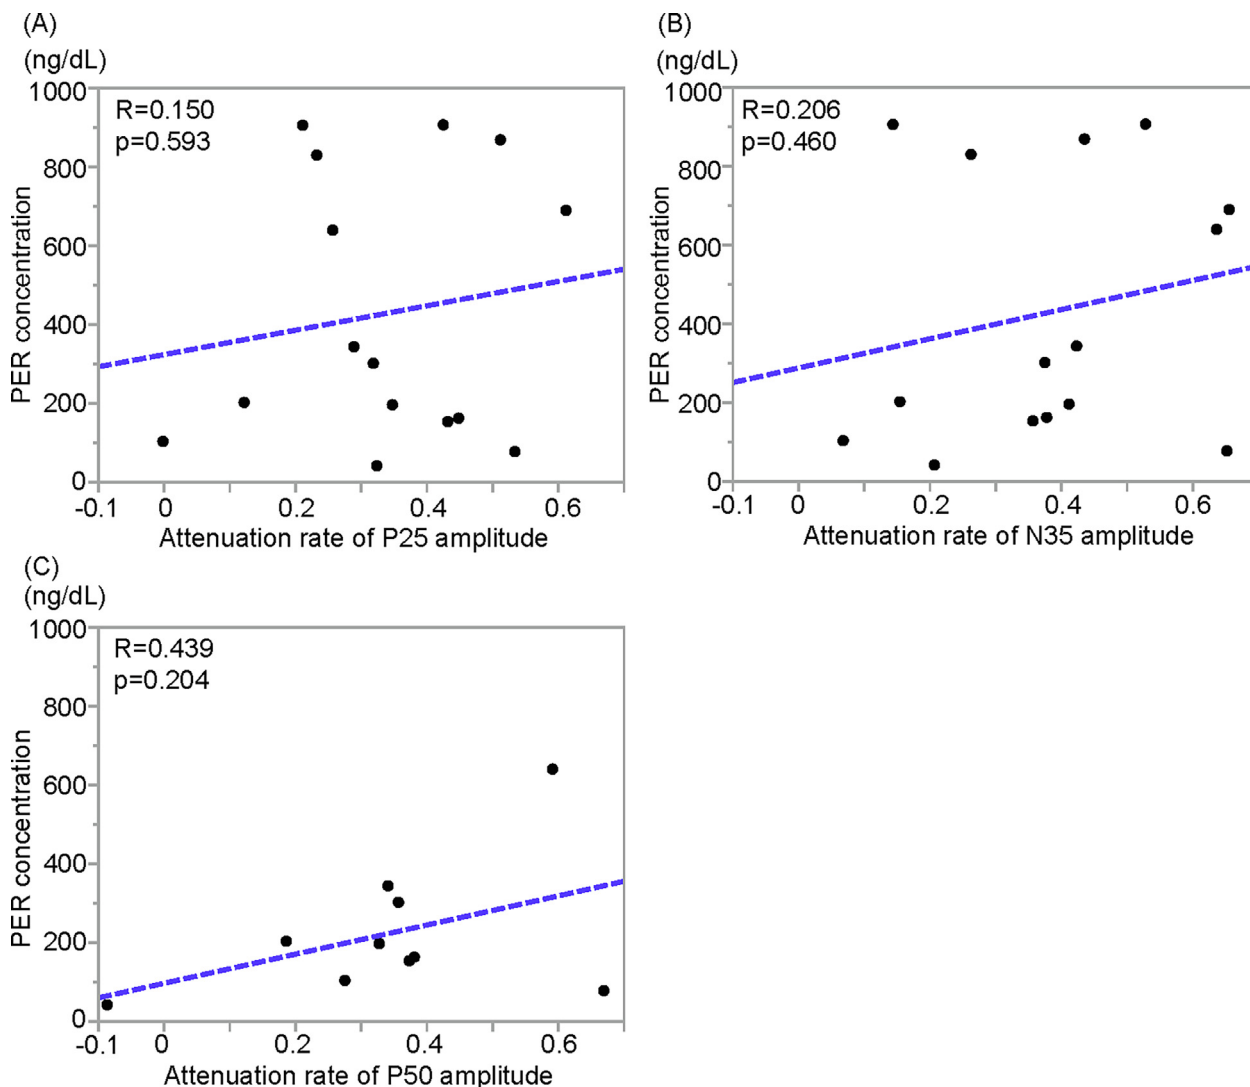 (A)
(ng/dL)
1000
800
600
400
200
0
PER concentration
R=0.150
p=0.593
-0.1
0
0.2
0.4
0.6
Attenuation rate of P25 amplitude
(B)
(ng/dL)
1000
800
600
400
200
0
PER concentration
R=0.206
p=0.460
-0.1
0
0.2
0.4
0.6
Attenuation rate of N35 amplitude
(C)
(ng/dL)
1000
800
600
400
200
0
PER concentration
R=0.439
p=0.204
-0.1
0
0.2
0.4
0.6
Attenuation rate of P50 amplitude